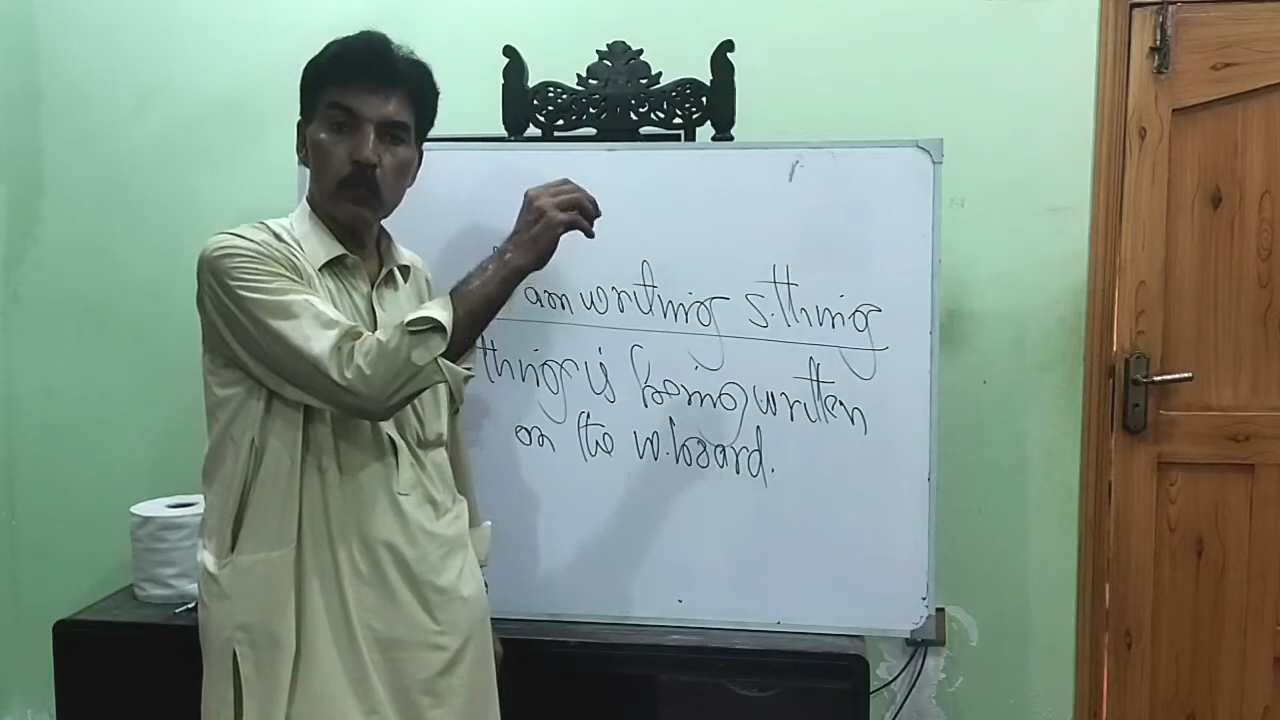 am writing s.thing
thing is being written
on the w.board.